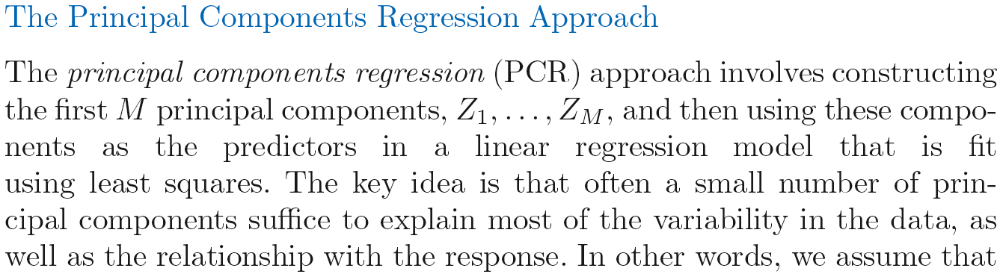 The Principal Components Regression Approach
The principal components regression (PCR) approach involves constructing
the first M principal components, Z₁, . . . , Z_M, and then using these compo-
nents as the predictors in a linear regression model that is fit
using least squares. The key idea is that often a small number of prin-
cipal components suffice to explain most of the variability in the data, as
well as the relationship with the response. In other words, we assume that